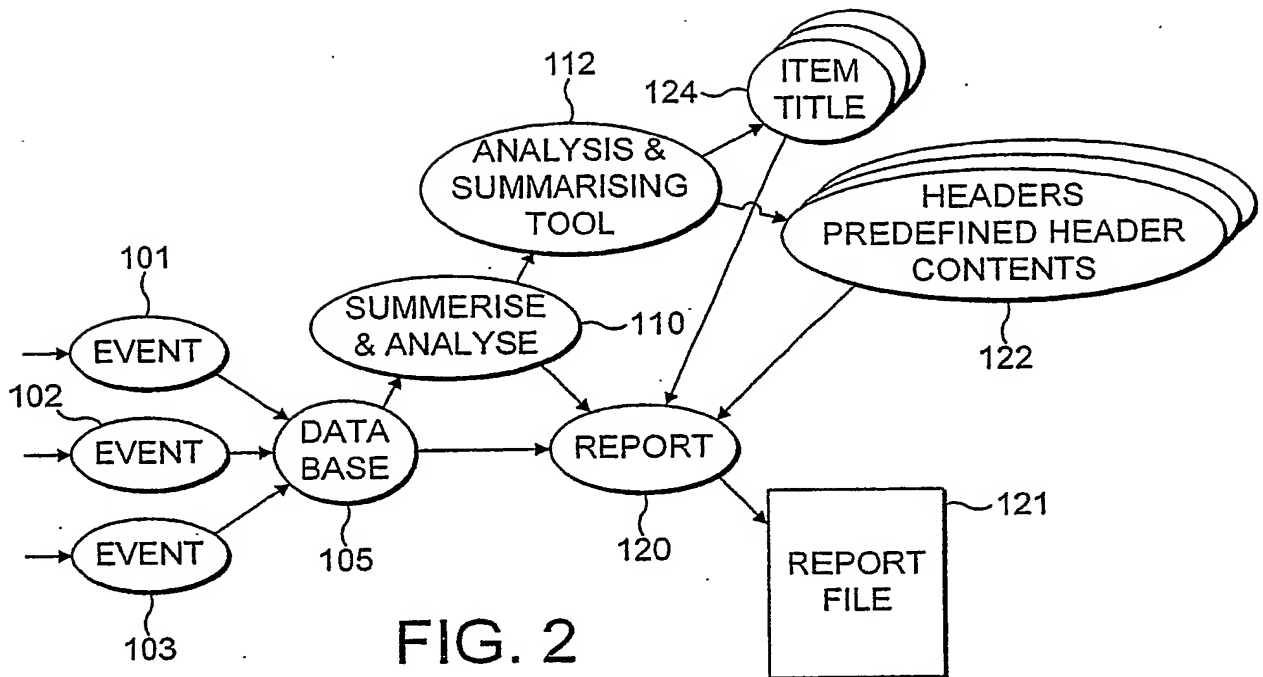 112
124
ITEM
TITLE
ANALYSIS &
SUMMARISING
TOOL
HEADERS
PREDEFINED HEADER
CONTENTS
122
101
EVENT
SUMMERISE
& ANALYSE
110
102
EVENT
DATA
BASE
105
REPORT
120
103
EVENT
121
REPORT
FILE
FIG. 2